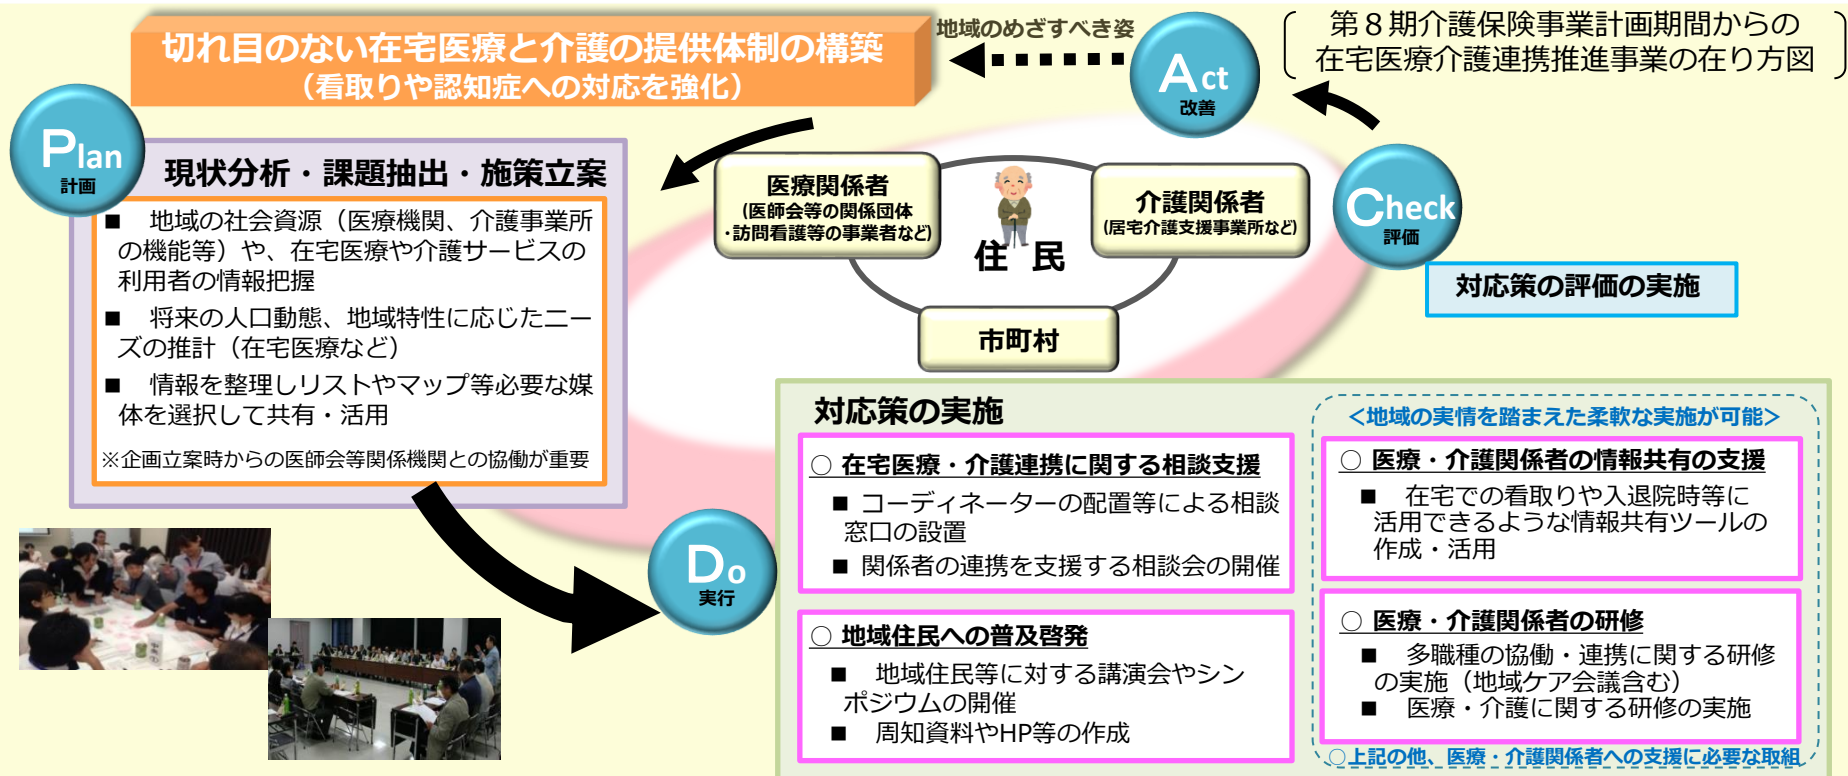 切れ目のない在宅医療と介護の提供体制の構築
（看取りや認知症への対応を強化）
地域のめざすべき姿
Act
改善
第８期介護保険事業計画期間からの
在宅医療介護連携推進事業の在り方図
Plan
計画
現状分析・課題抽出・施策立案
■ 地域の社会資源（医療機関、介護事業所
の機能等）や、在宅医療や介護サービスの
利用者の情報把握
■ 将来の人口動態、地域特性に応じたニー
ズの推計（在宅医療など）
■ 情報を整理しリストやマップ等必要な媒
体を選択して共有・活用
※企画立案時からの医師会等関係機関との協働が重要
医療関係者
(医師会等の関係団体
・訪問看護等の事業者など)
介護関係者
(居宅介護支援事業所など)
住 民
市町村
Check
評価
対応策の評価の実施
Do
実行
対応策の実施
○ 在宅医療・介護連携に関する相談支援
■ コーディネーターの配置等による相談
窓口の設置
■ 関係者の連携を支援する相談会の開催
○ 地域住民への普及啓発
■ 地域住民等に対する講演会やシン
ポジウムの開催
■ 周知資料やHP等の作成
＜地域の実情を踏まえた柔軟な実施が可能＞
○ 医療・介護関係者の情報共有の支援
■ 在宅での看取りや入退院時等に
活用できるような情報共有ツールの
作成・活用
○ 医療・介護関係者の研修
■ 多職種の協働・連携に関する研修
の実施（地域ケア会議含む）
■ 医療・介護に関する研修の実施
○上記の他、医療・介護関係者への支援に必要な取組